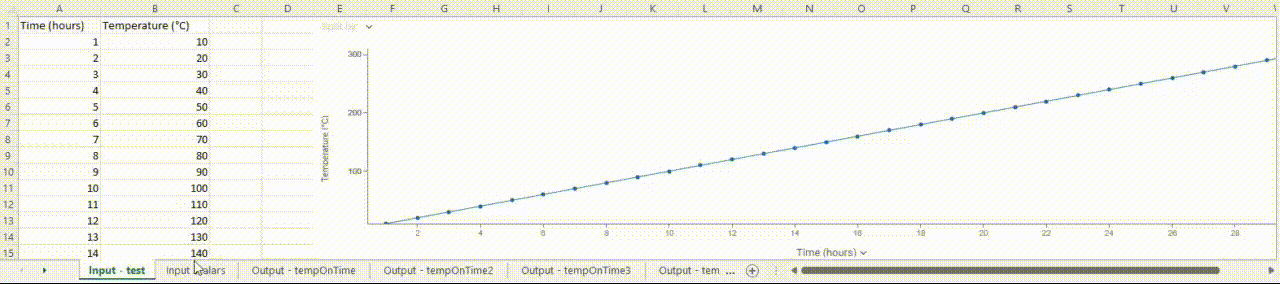 A B C D E F G H I J K L M N O P Q R S T U V
1 Time (hours) Temperature (°C) Split by:
2 1 10
3 2 20
4 3 30
5 4 40
6 5 50
7 6 60
8 7 70
9 8 80
10 9 90
11 10 100
12 11 110
13 12 120
14 13 130
15 14 140
300
200
100
Temperature (°C)
2 4 6 8 10 12 14 16 18 20 22 24 26 28
Time (hours)
Input - test Input Scalars Output - tempOnTime Output - tempOnTime2 Output - tempOnTime3 Output - tem ...